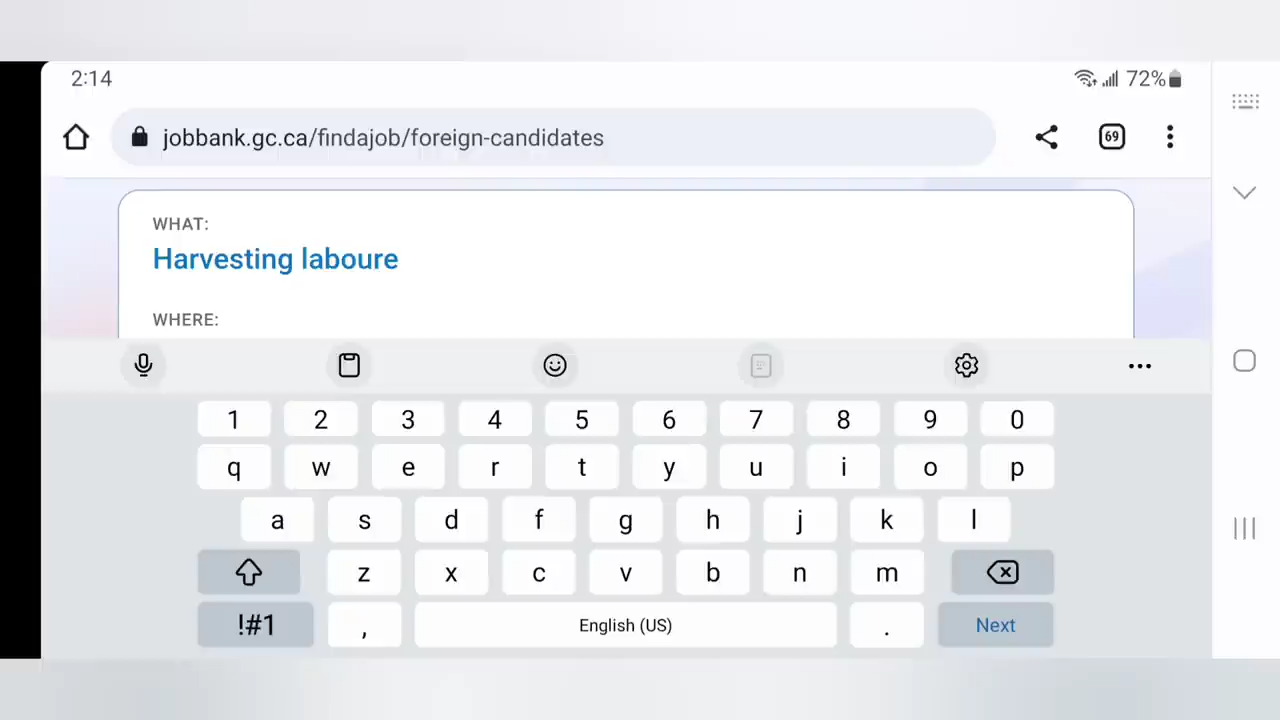 2:14
72%
jobbank.gc.ca/findajob/foreign-candidates
69
WHAT:
Harvesting laboure
WHERE:
1 2 3 4 5 6 7 8 9 0
q w e r t y u i o p
a s d f g h j k l
z x c v b n m
!#1 , English (US) . Next